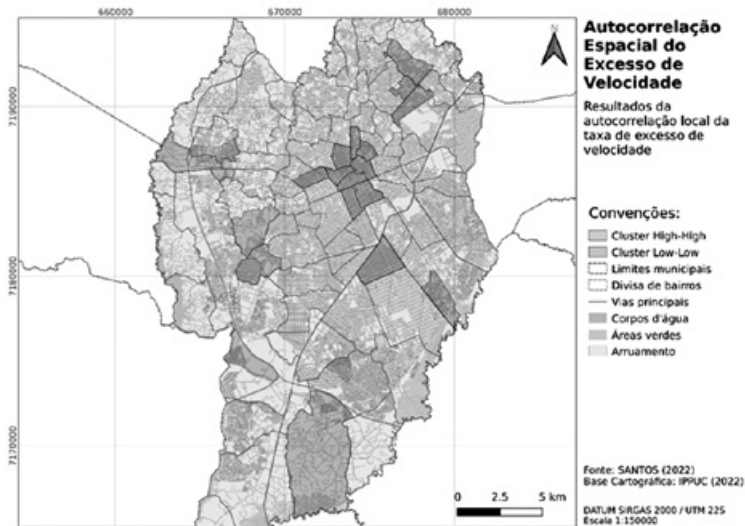 660000 670000 680000
7190000
7180000
7170000
N
Autocorrelação
Espacial do
Excesso de
Velocidade
Resultados da
autocorrelação local da
taxa de excesso de
velocidade
Convenções:
Cluster High-High
Cluster Low-Low
Limites municipais
Divisa de bairros
Vias principais
Corpos d'água
Áreas verdes
Arruamento
0 2.5 5 km
Fonte: SANTOS (2022)
Base Cartográfica: IPPUC (2022)
DATUM SIRGAS 2000 / UTM 22S
Escala 1:150000